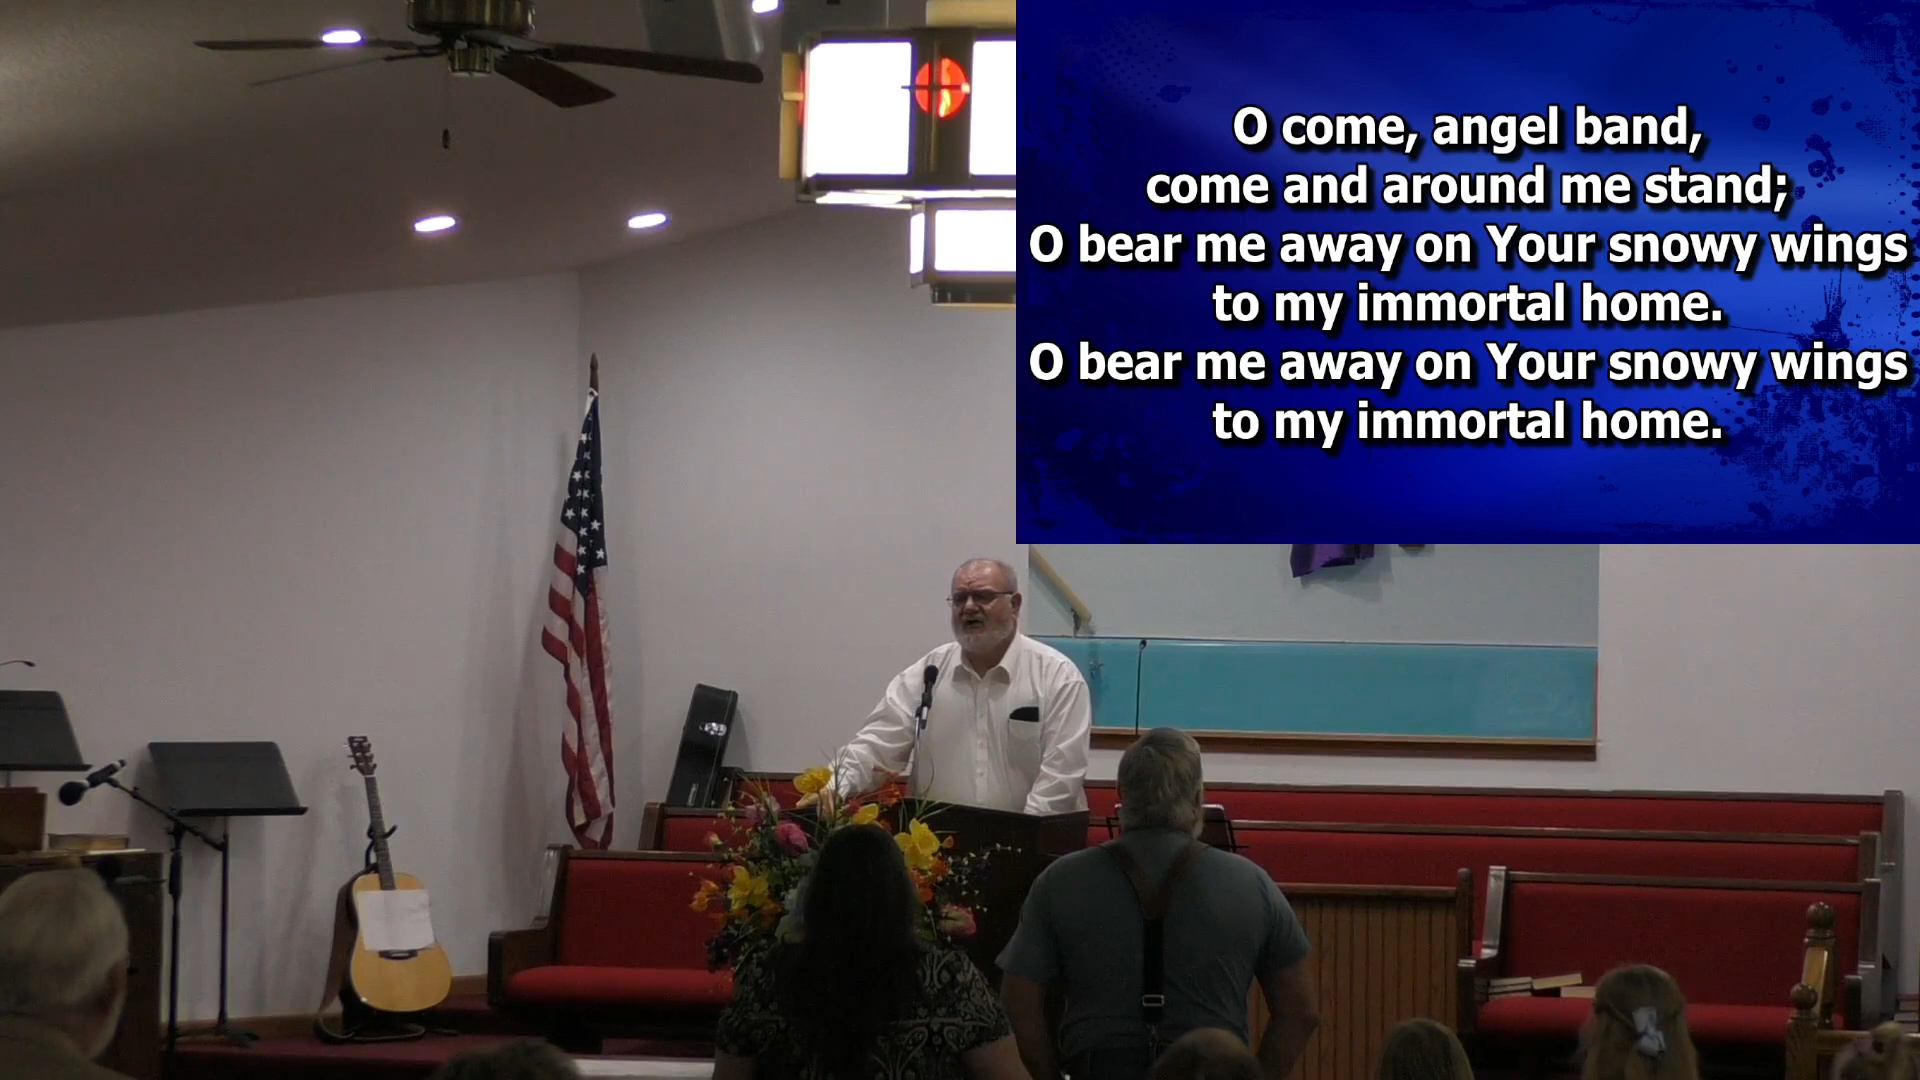 O come, angel band,
come and around me stand;
O bear me away on Your snowy wings
to my immortal home.
O bear me away on Your snowy wings
to my immortal home.